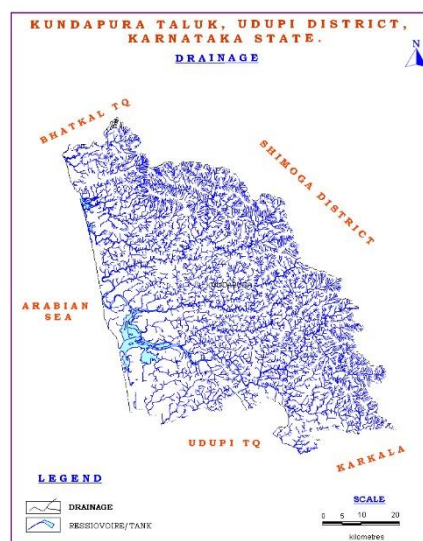 KUNDAPURA TALUK, UDUPI DISTRICT,
KARNATAKA STATE.
DRAINAGE
N
BHATKAL TQ
SHIMOGA DISTRICT
ARABIAN
SEA
UDUPI TQ
KARKALA
LEGEND
DRAINAGE
RESSIOVOIRE/TANK
SCALE
0 5 10 20
kilometres